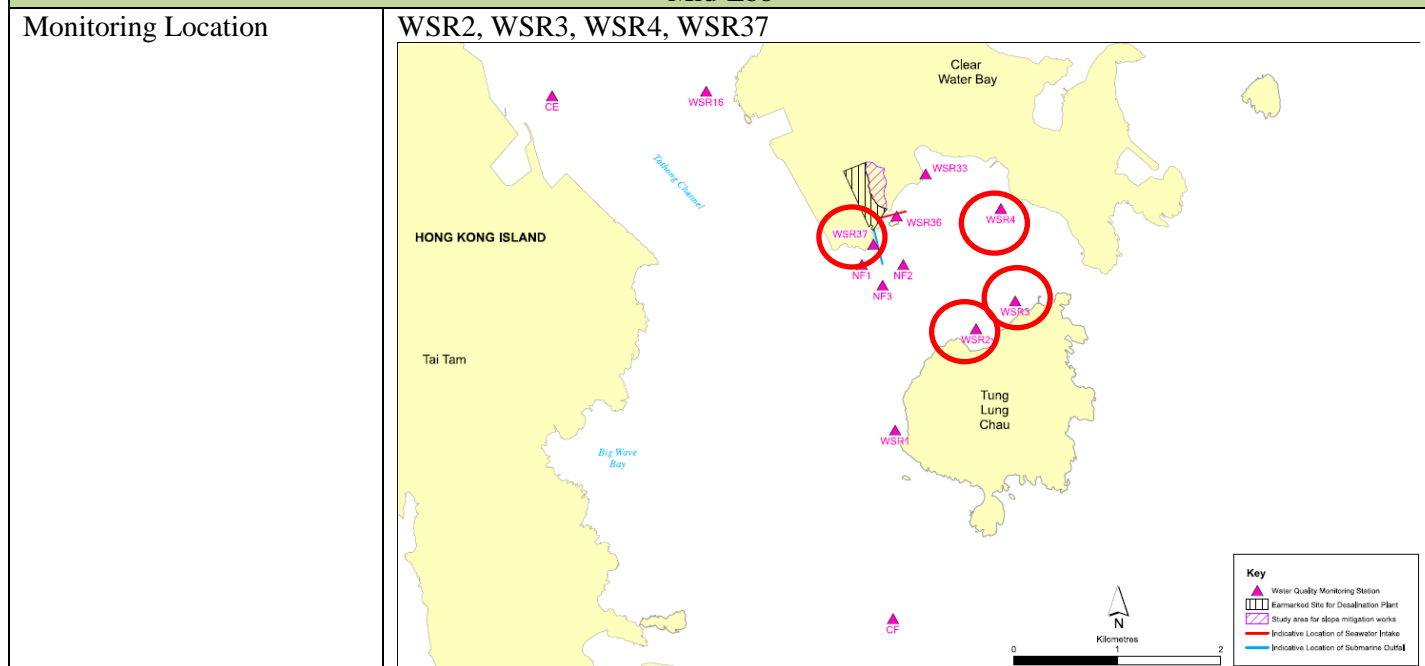 Monitoring Location
WSR2, WSR3, WSR4, WSR37
Clear
Water Bay
CE
WSR16
Tathong Channel
WSR33
WSR36
WSR4
WSR37
HONG KONG ISLAND
NF1
NF2
NF3
WSR3
WSR2
Tai Tam
Tung
Lung
Chau
WSR1
Big Wave
Bay
CF
N
Kilometres
0
1
2
Key
Water Quality Monitoring Station
Earmarked Site for Desalination Plant
Study area for slope mitigation works
Indicative Location of Seawater Intake
Indicative Location of Submarine Outfall